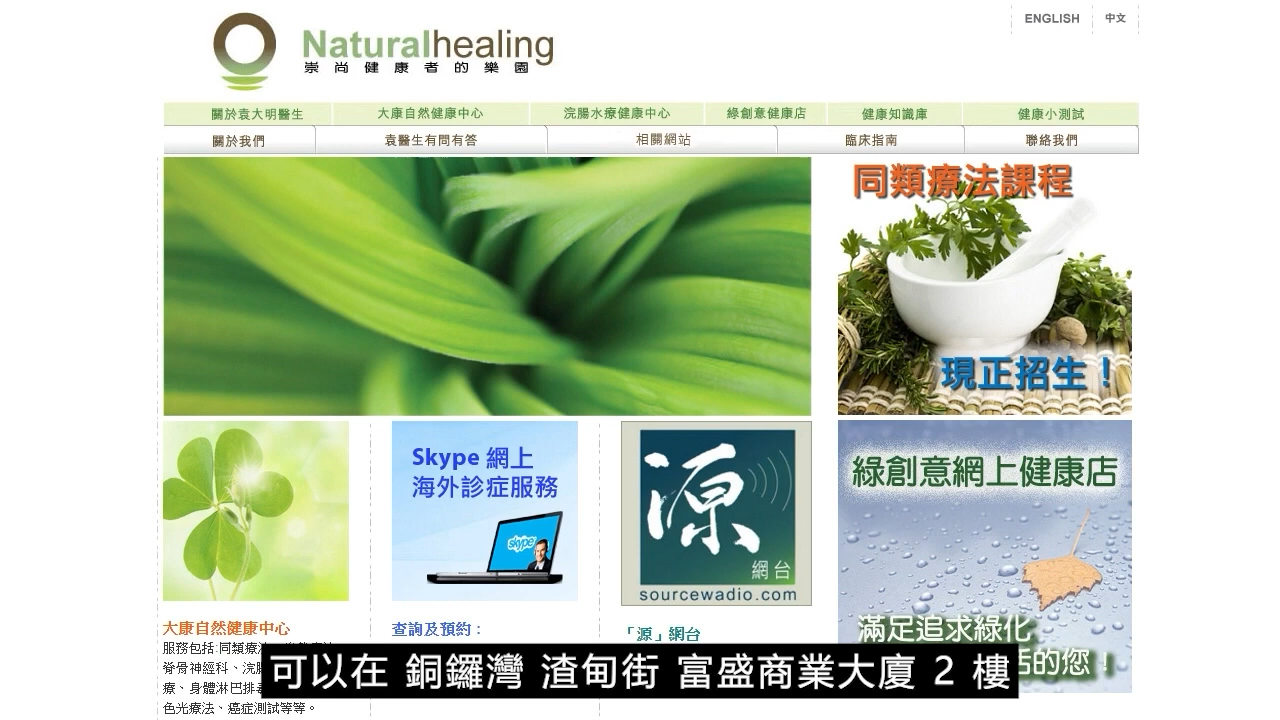 ENGLISH
中文
Naturalhealing
崇尚健康者的樂園
關於袁大明醫生
大康自然健康中心
浣腸水療健康中心
綠創意健康店
健康知識庫
健康小測試
關於我們
袁醫生有問有答
相關網站
臨床指南
聯絡我們
同類療法課程
現正招生！
Skype 網上
海外診症服務
skype
源
網台
sourcewadio.com
綠創意網上健康店
滿足追求綠化
活的您！
大康自然健康中心
查詢及預約：
「源」網台
服務包括:同類療
脊骨神經科、浣腸
療、身體淋巴排毒
色光療法、癌症測試等等。
可以在 銅鑼灣 渣甸街 富盛商業大廈 2 樓